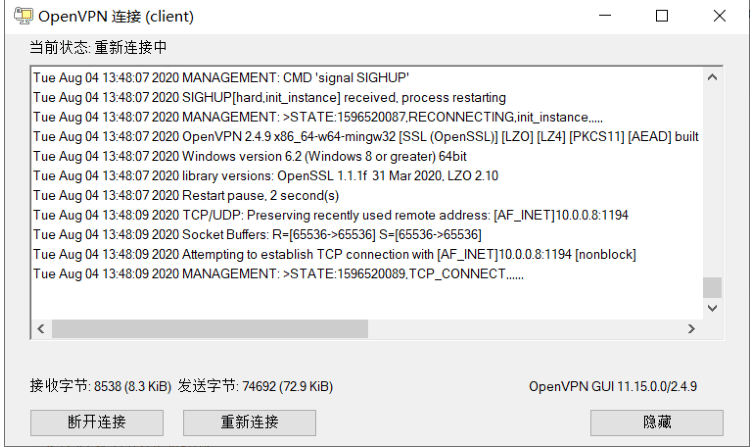 OpenVPN 连接 (client)
当前状态: 重新连接中
Tue Aug 04 13:48:07 2020 MANAGEMENT: CMD 'signal SIGHUP'
Tue Aug 04 13:48:07 2020 SIGHUP[hard,init_instance] received, process restarting
Tue Aug 04 13:48:07 2020 MANAGEMENT: >STATE:1596520087,RECONNECTING,init_instance,,,,,
Tue Aug 04 13:48:07 2020 OpenVPN 2.4.9 x86_64-w64-mingw32 [SSL (OpenSSL)] [LZO] [LZ4] [PKCS11] [AEAD] built
Tue Aug 04 13:48:07 2020 Windows version 6.2 (Windows 8 or greater) 64bit
Tue Aug 04 13:48:07 2020 library versions: OpenSSL 1.1.1f  31 Mar 2020, LZO 2.10
Tue Aug 04 13:48:07 2020 Restart pause, 2 second(s)
Tue Aug 04 13:48:09 2020 TCP/UDP: Preserving recently used remote address: [AF_INET]10.0.0.8:1194
Tue Aug 04 13:48:09 2020 Socket Buffers: R=[65536->65536] S=[65536->65536]
Tue Aug 04 13:48:09 2020 Attempting to establish TCP connection with [AF_INET]10.0.0.8:1194 [nonblock]
Tue Aug 04 13:48:09 2020 MANAGEMENT: >STATE:1596520089,TCP_CONNECT,,,,,,
接收字节: 8538 (8.3 KiB) 发送字节: 74692 (72.9 KiB) OpenVPN GUI 11.15.0.0/2.4.9
断开连接 重新连接 隐藏